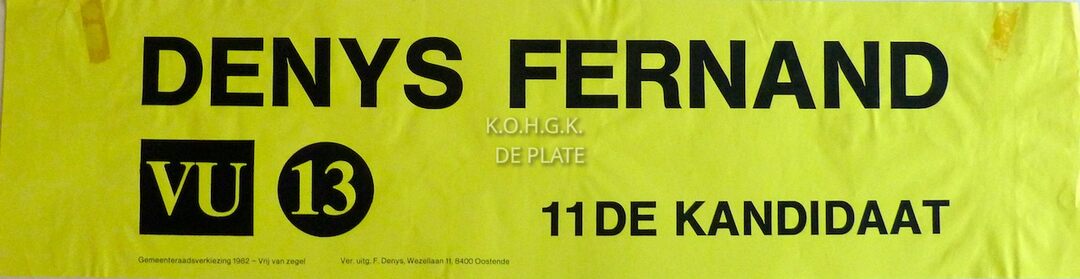 DENYS FERNAND
K.O.H.G.K.
DE PLATE
VU 13
11DE KANDIDAAT
Gemeenteraadsverkiezing 1982 – Vrij van zegel Ver. uitg. F. Denys, Wezellaan 11, 8400 Oostende